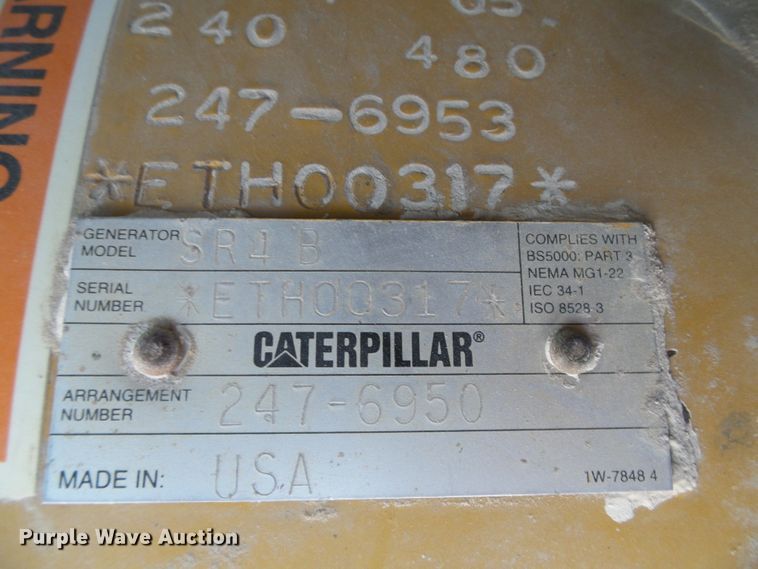 ARNING
240 480
247-6953
*ETH00317*
GENERATOR MODEL SR4 B
SERIAL NUMBER *ETH00317*
COMPLIES WITH
BS5000: PART 3
NEMA MG1-22
IEC 34-1
ISO 8528-3
CATERPILLAR®
ARRANGEMENT NUMBER 247-6950
MADE IN: USA
1W-7848 4
Purple Wave Auction